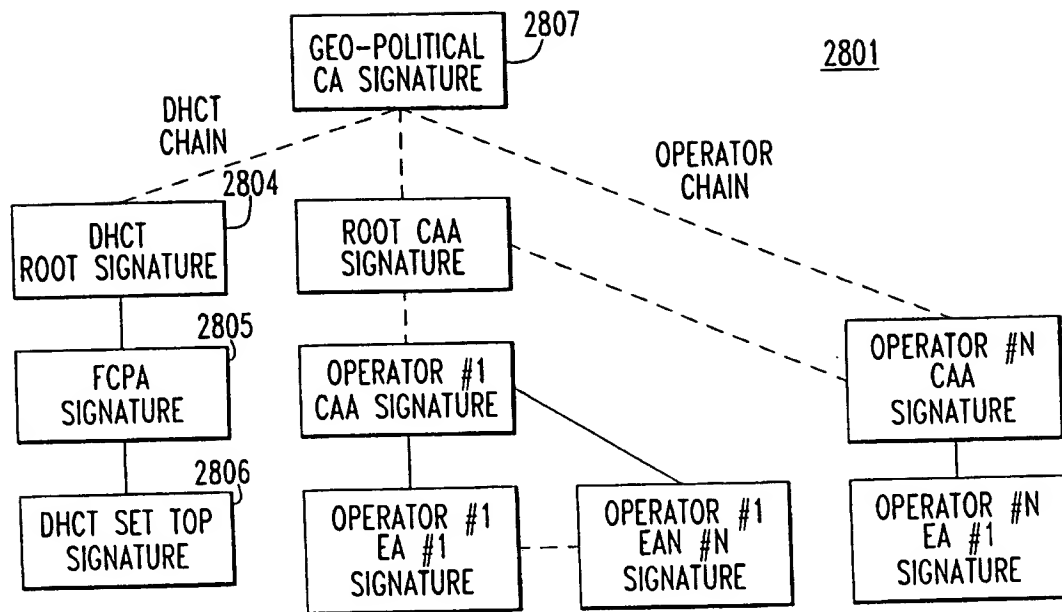 2807
GEO-POLITICAL
CA SIGNATURE
2801
DHCT
CHAIN
OPERATOR
CHAIN
2804
DHCT
ROOT SIGNATURE
ROOT CAA
SIGNATURE
2805
FCPA
SIGNATURE
OPERATOR #1
CAA SIGNATURE
OPERATOR #N
CAA
SIGNATURE
2806
DHCT SET TOP
SIGNATURE
OPERATOR #1
EA #1
SIGNATURE
OPERATOR #1
EAN #N
SIGNATURE
OPERATOR #N
EA #1
SIGNATURE